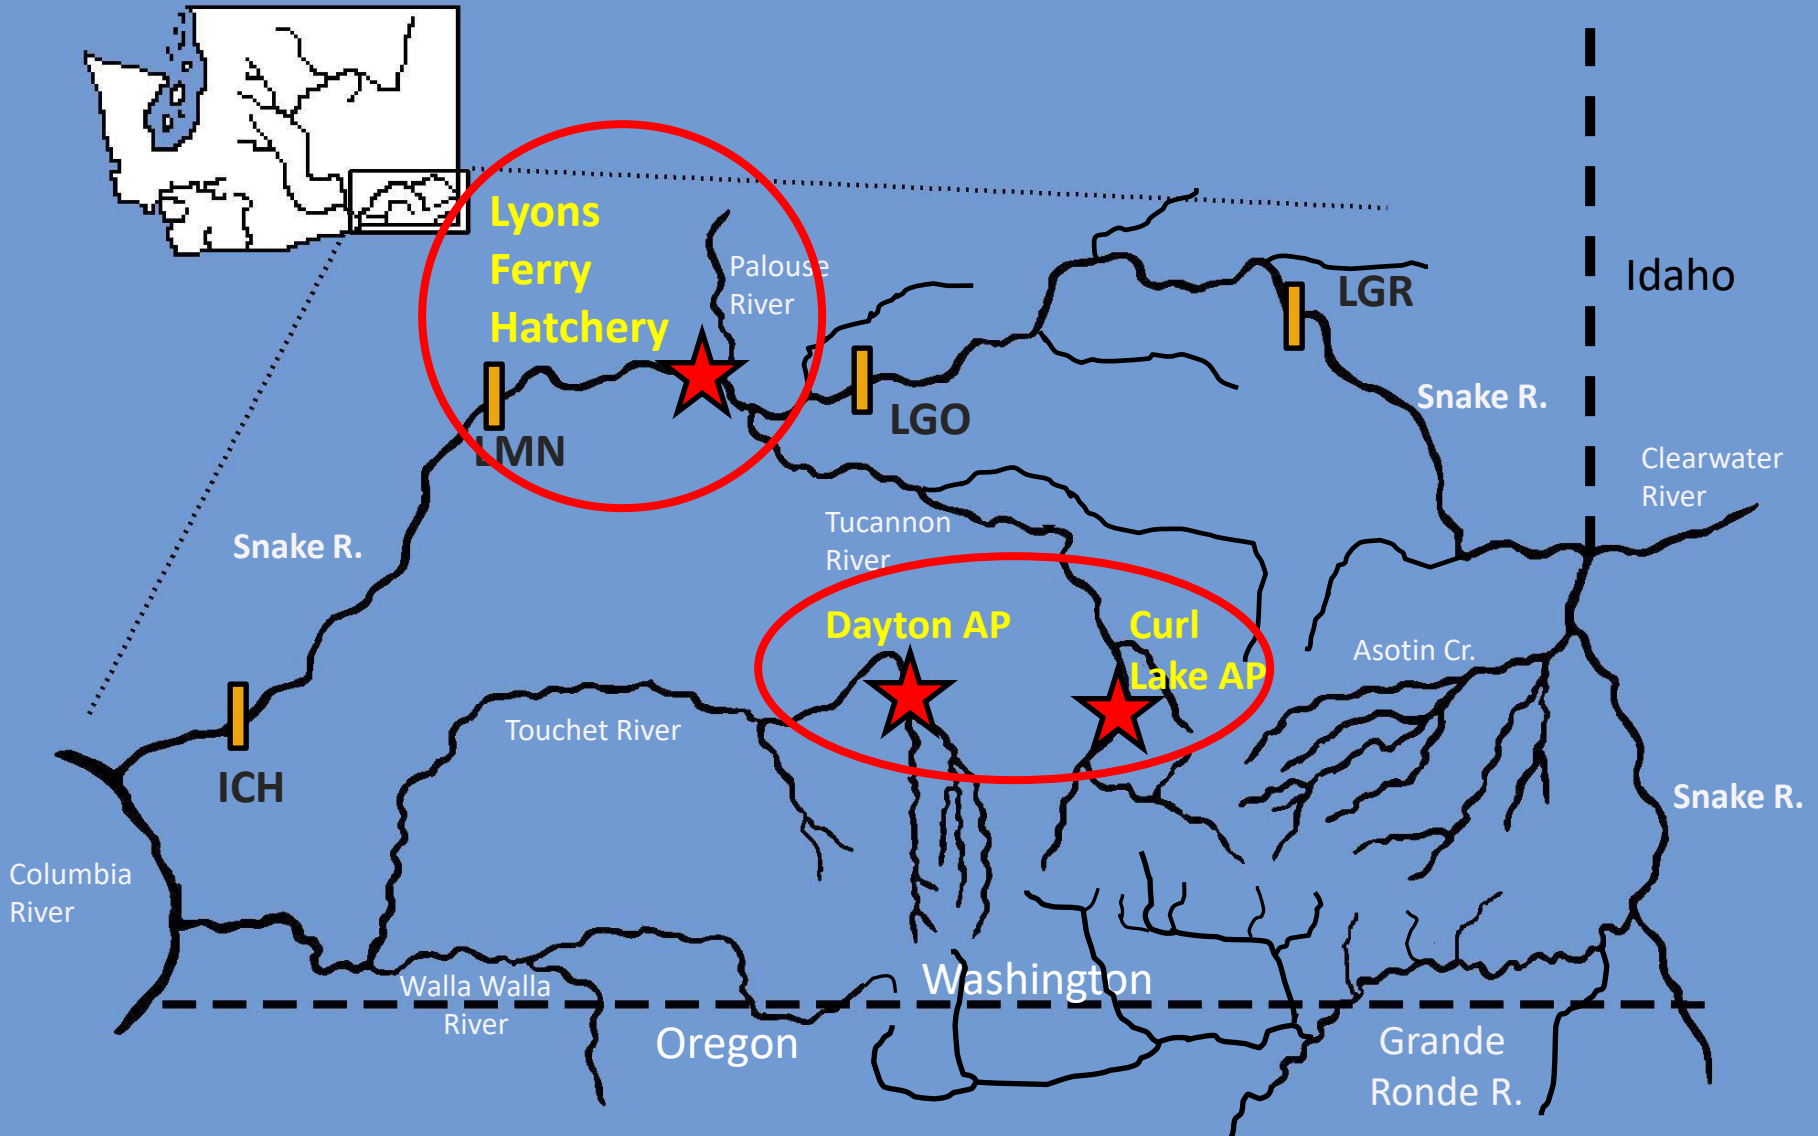 Lyons
Ferry
Hatchery
Palouse
River
LGR
Idaho
LMN
LGO
Snake R.
Clearwater
River
Snake R.
Tucannon
River
Dayton AP
Curl
Lake AP
Asotin Cr.
Touchet River
ICH
Snake R.
Columbia
River
Walla Walla
River
Washington
Oregon
Grande
Ronde R.